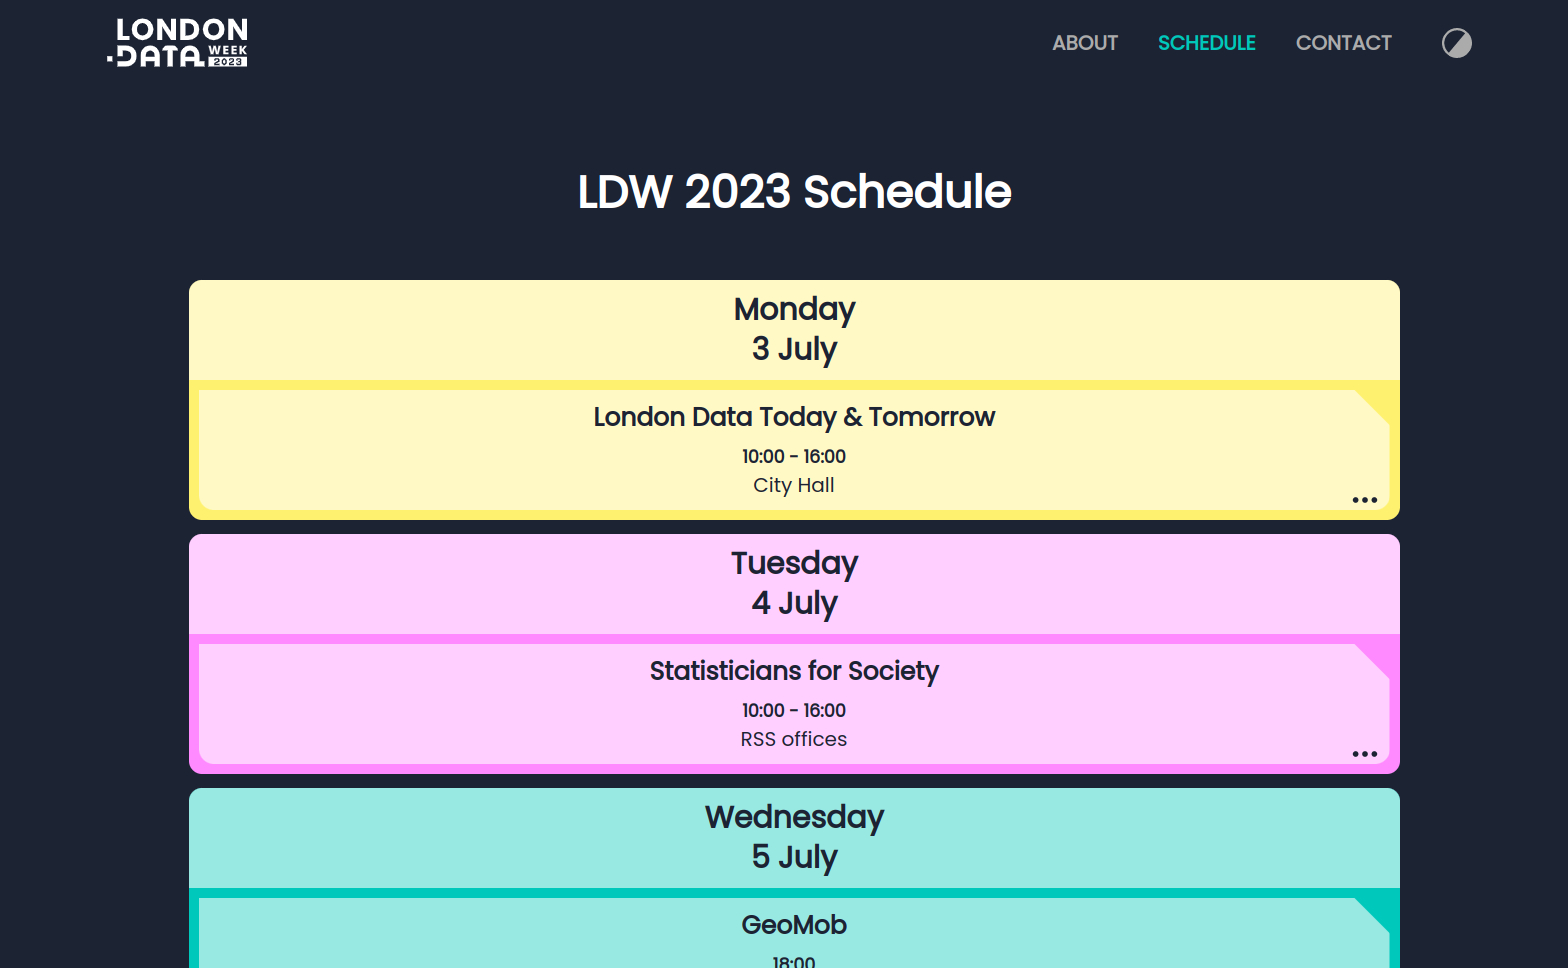 LONDON
DATA WEEK
2023
ABOUT SCHEDULE CONTACT
LDW 2023 Schedule
Monday
3 July
London Data Today & Tomorrow
10:00 - 16:00
City Hall
Tuesday
4 July
Statisticians for Society
10:00 - 16:00
RSS offices
Wednesday
5 July
GeoMob
18:00